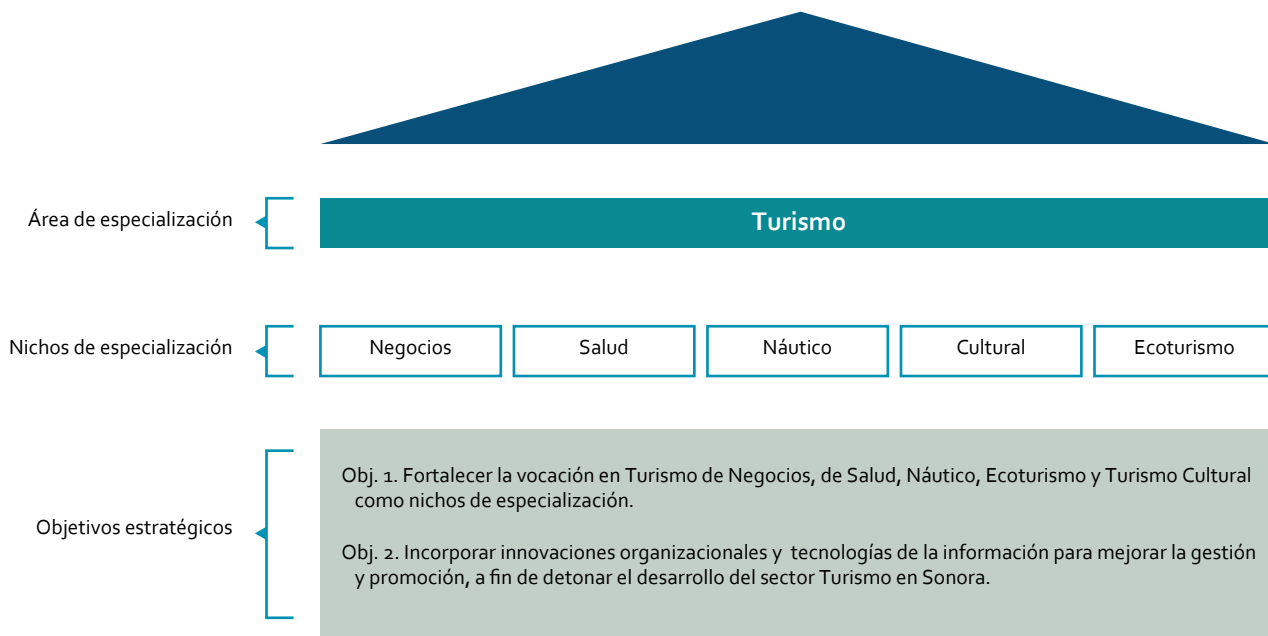 Área de especialización
Turismo
Nichos de especialización
Negocios
Salud
Náutico
Cultural
Ecoturismo
Objetivos estratégicos
Obj. 1. Fortalecer la vocación en Turismo de Negocios, de Salud, Náutico, Ecoturismo y Turismo Cultural
como nichos de especialización.
Obj. 2. Incorporar innovaciones organizacionales y tecnologías de la información para mejorar la gestión
y promoción, a fin de detonar el desarrollo del sector Turismo en Sonora.